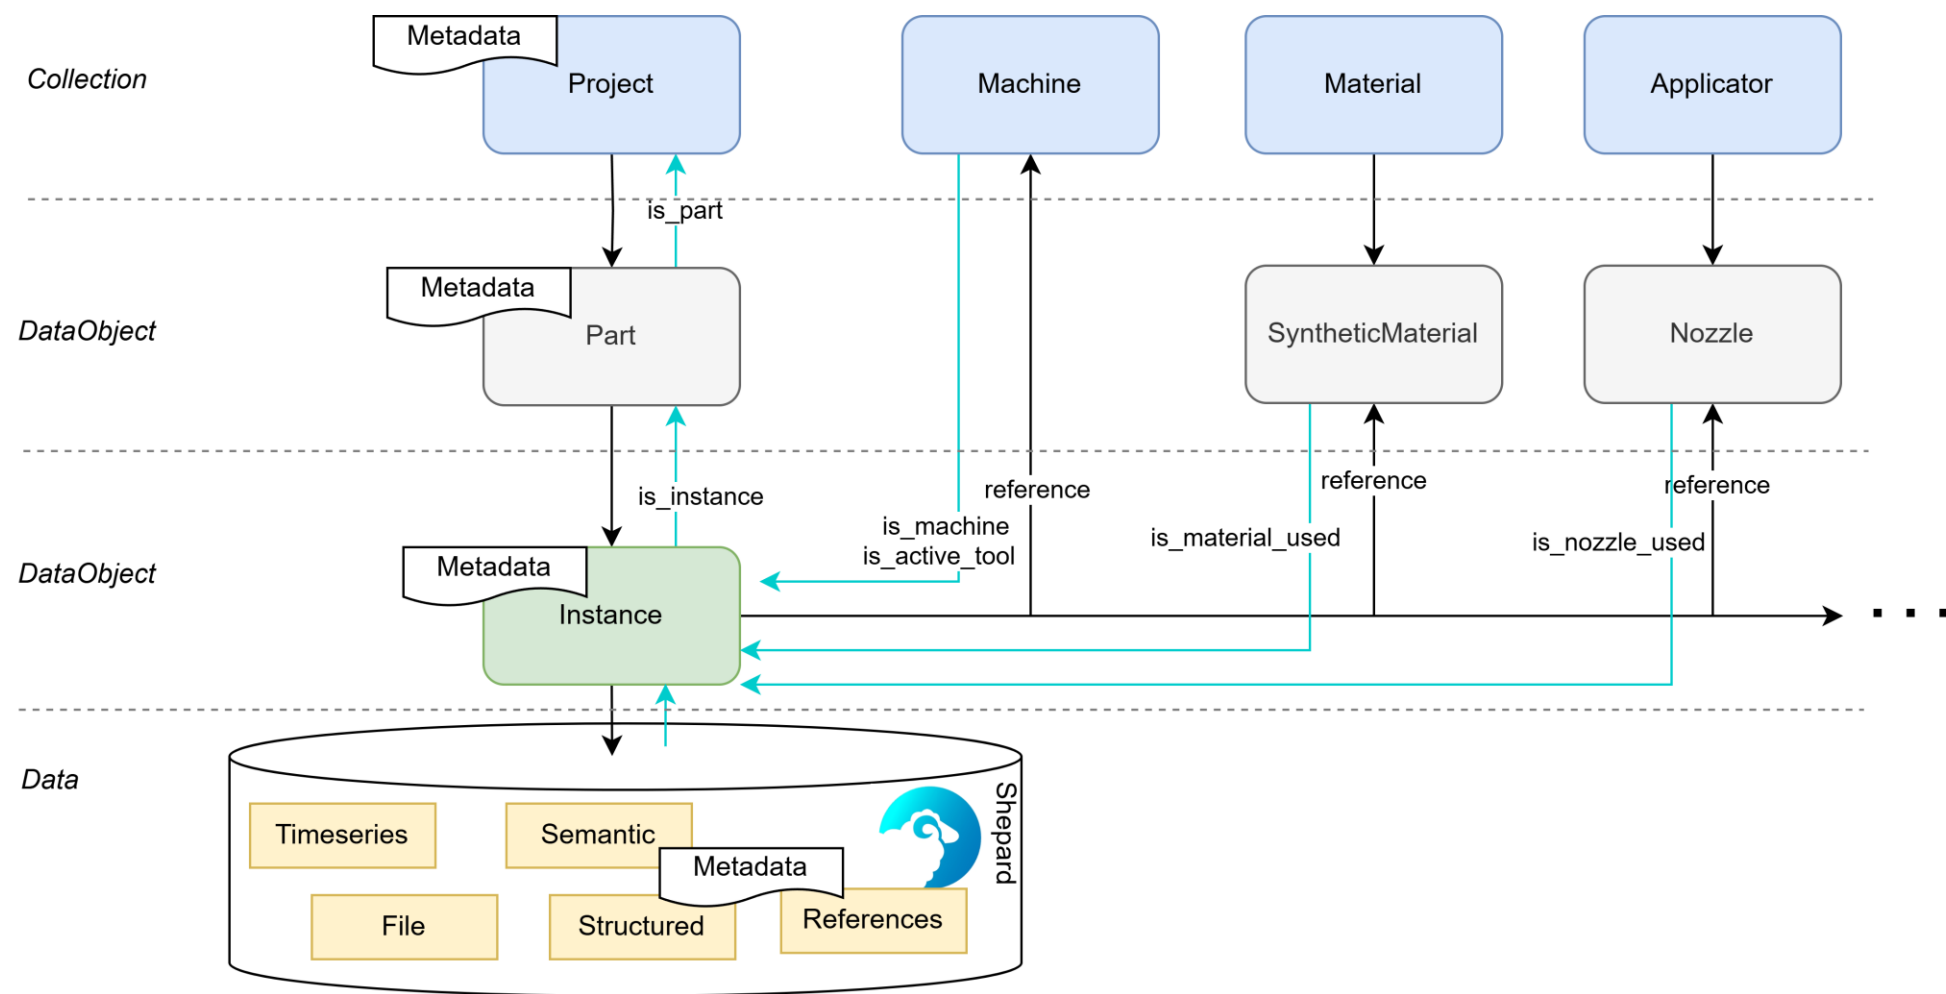 Metadata
Collection
Project
Machine
Material
Applicator
is_part
Metadata
DataObject
Part
SyntheticMaterial
Nozzle
is_instance
reference
reference
reference
is_machine
is_active_tool
is_material_used
is_nozzle_used
Metadata
DataObject
Instance
. . .
Data
Shepard
Timeseries
Semantic
Metadata
File
Structured
References